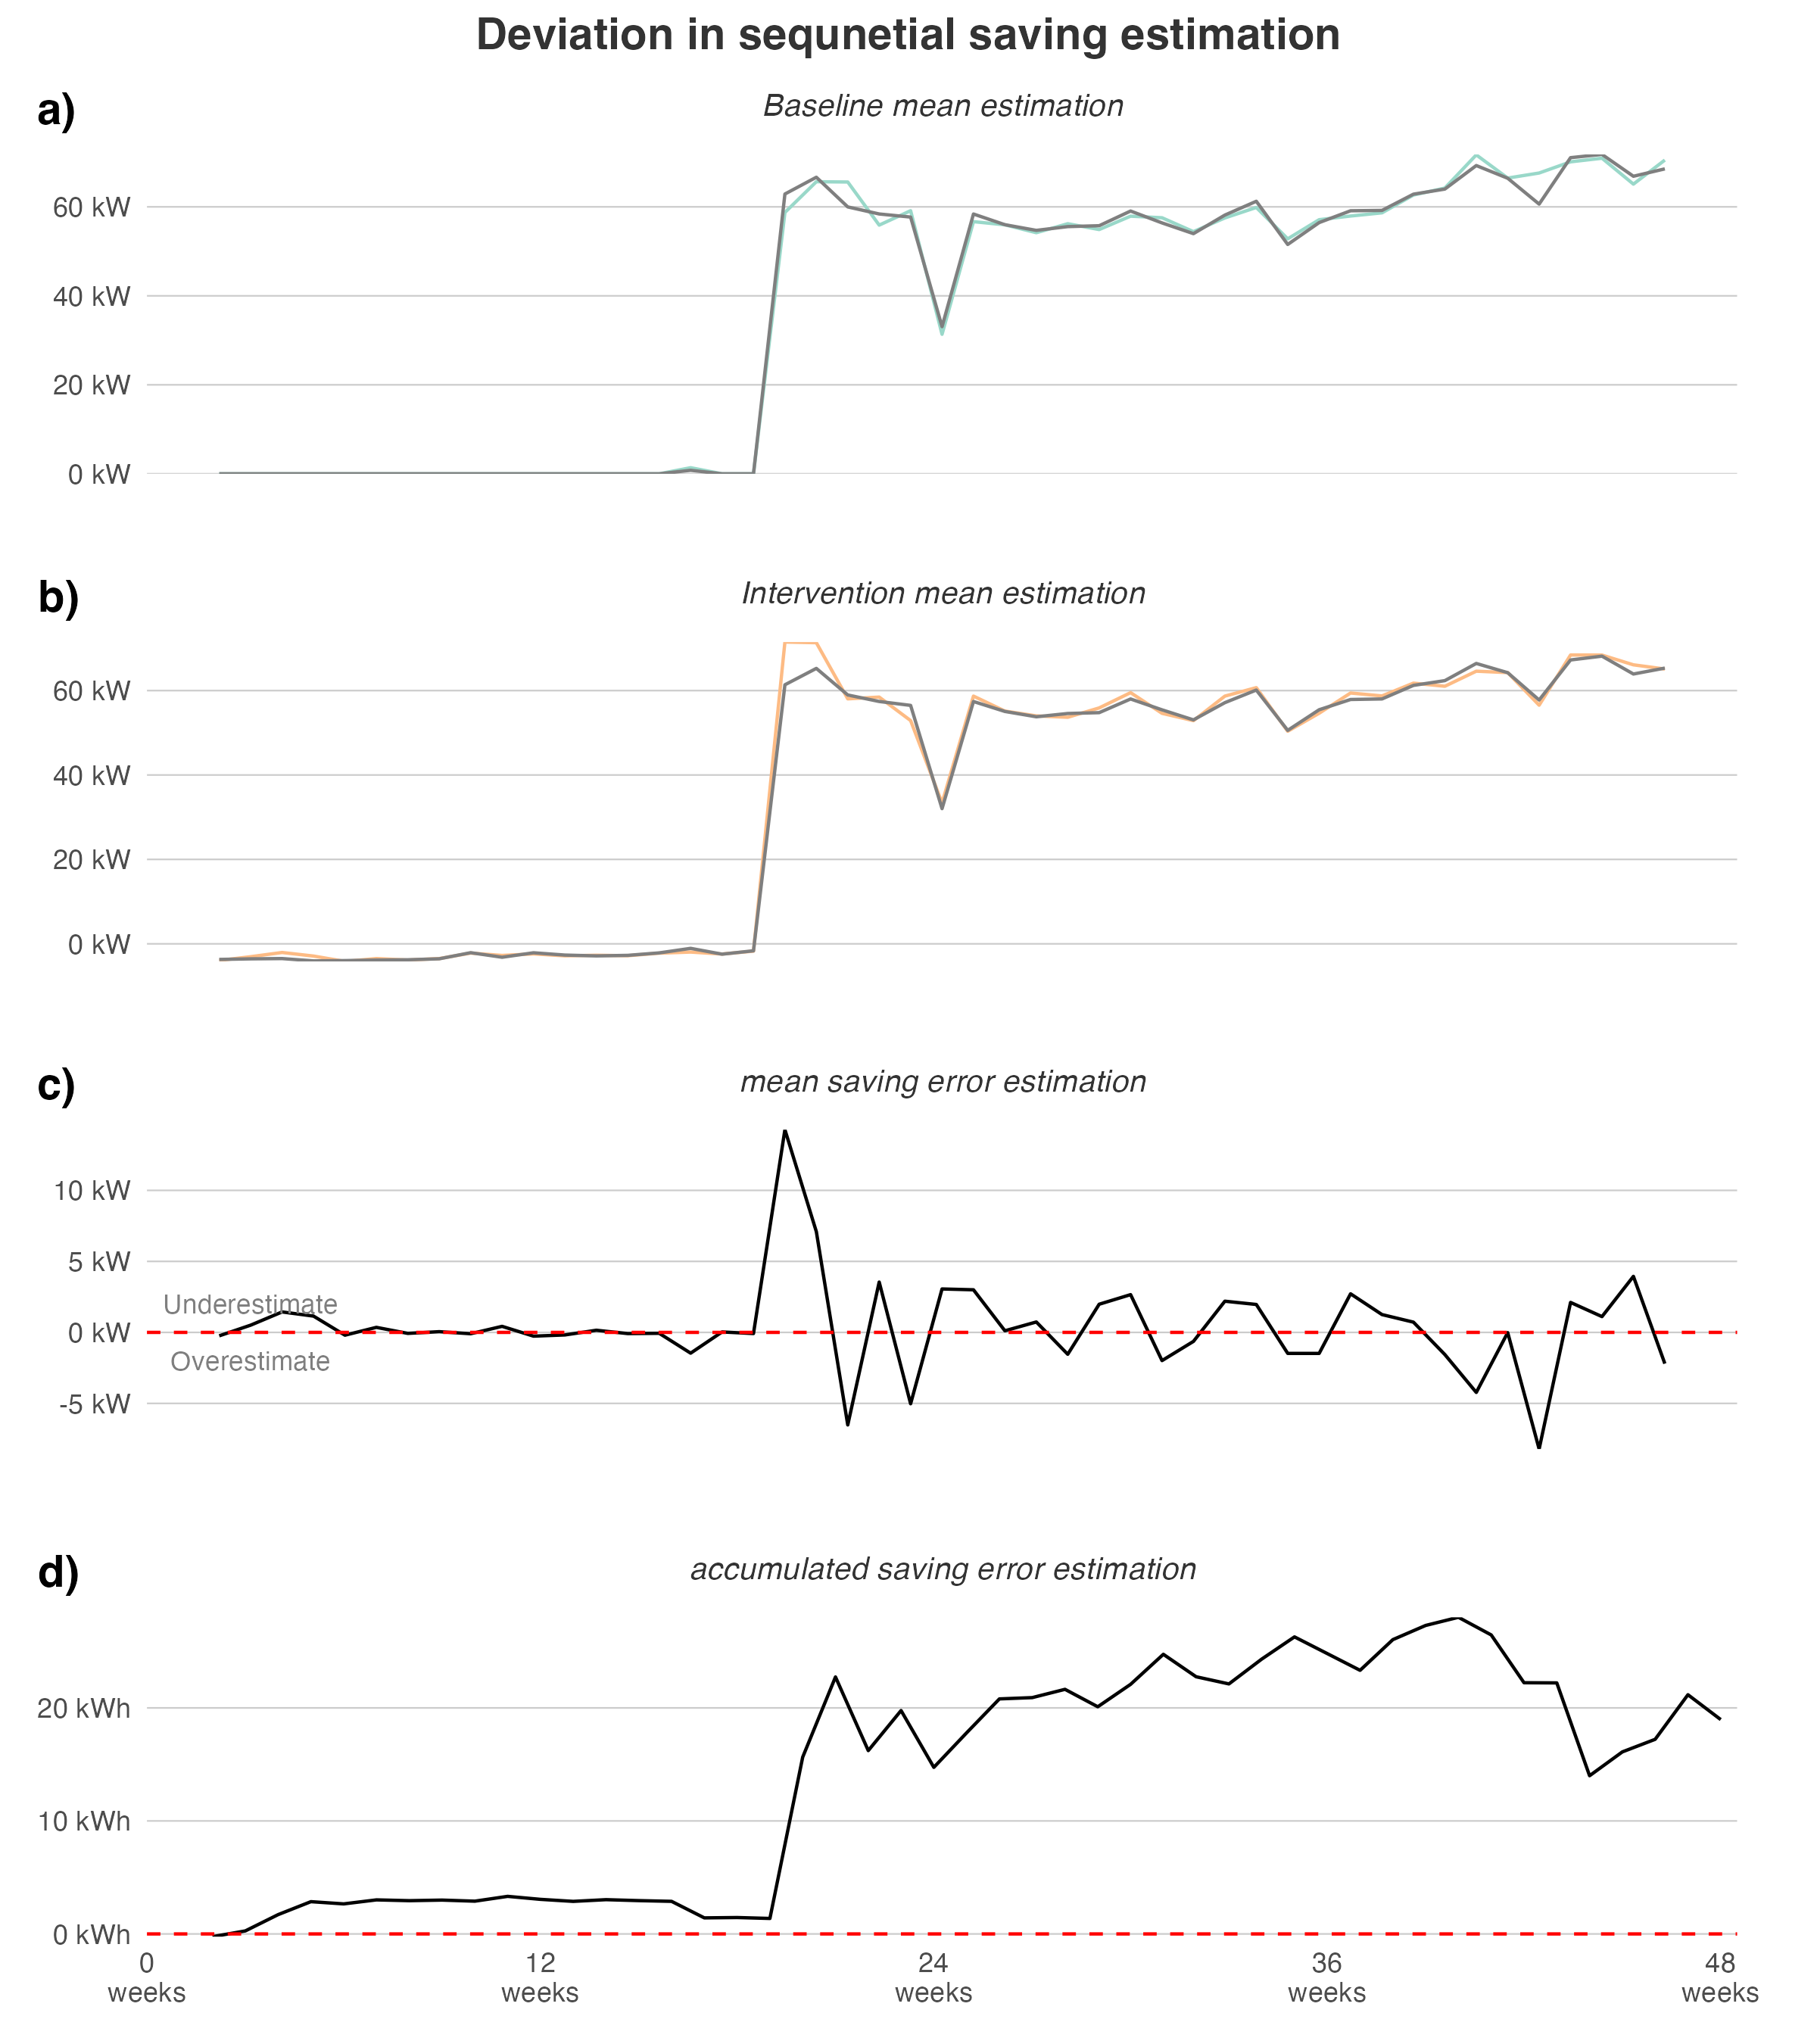 Deviation in sequnetial saving estimation
a)
Baseline mean estimation
60 kW
40 kW
20 kW
0 kW
b)
Intervention mean estimation
60 kW
40 kW
20 kW
0 kW
c)
mean saving error estimation
10 kW
5 kW
Underestimate
0 kW
Overestimate
-5 kW
d)
accumulated saving error estimation
20 kWh
10 kWh
0 kWh
0 12 24 36 48
weeks weeks weeks weeks weeks